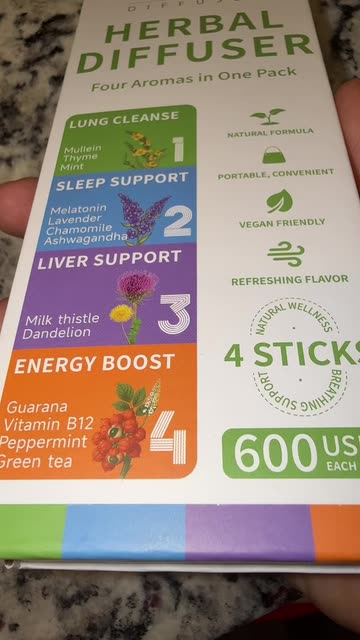 HERBAL
DIFFUSER
Four Aromas in One Pack
LUNG CLEANSE
Mullein
Thyme
Mint
1
SLEEP SUPPORT
Melatonin
Lavender
Chamomile
Ashwagandha
2
LIVER SUPPORT
Milk thistle
Dandelion
3
ENERGY BOOST
Guarana
Vitamin B12
Peppermint
Green tea
4
NATURAL FORMULA
PORTABLE, CONVENIENT
VEGAN FRIENDLY
REFRESHING FLAVOR
NATURAL WELLNESS
4 STICKS
BREATHING SUPPORT
600 US
EACH